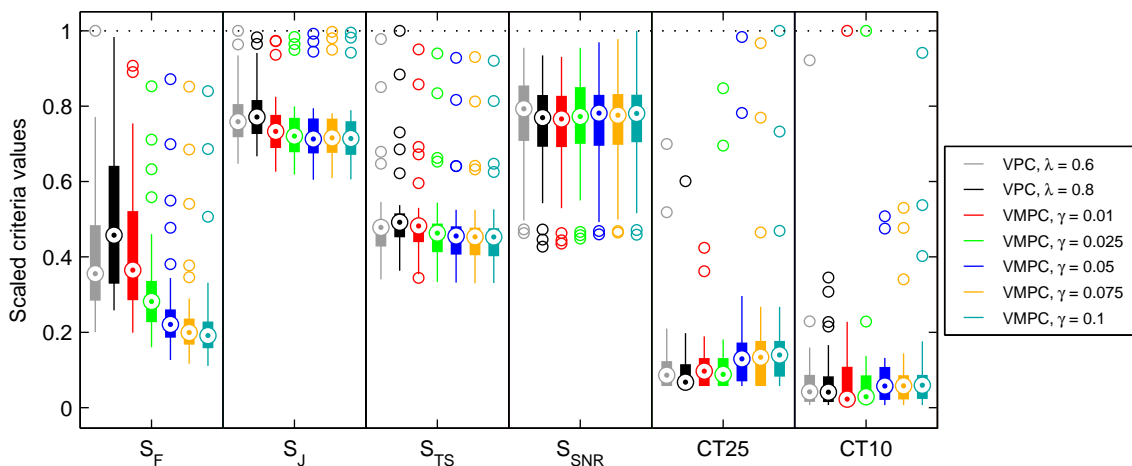 Scaled criteria values
1
0.8
0.6
0.4
0.2
0
S_F
S_J
S_TS
S_SNR
CT25
CT10
VPC, λ = 0.6
VPC, λ = 0.8
VMPC, γ = 0.01
VMPC, γ = 0.025
VMPC, γ = 0.05
VMPC, γ = 0.075
VMPC, γ = 0.1